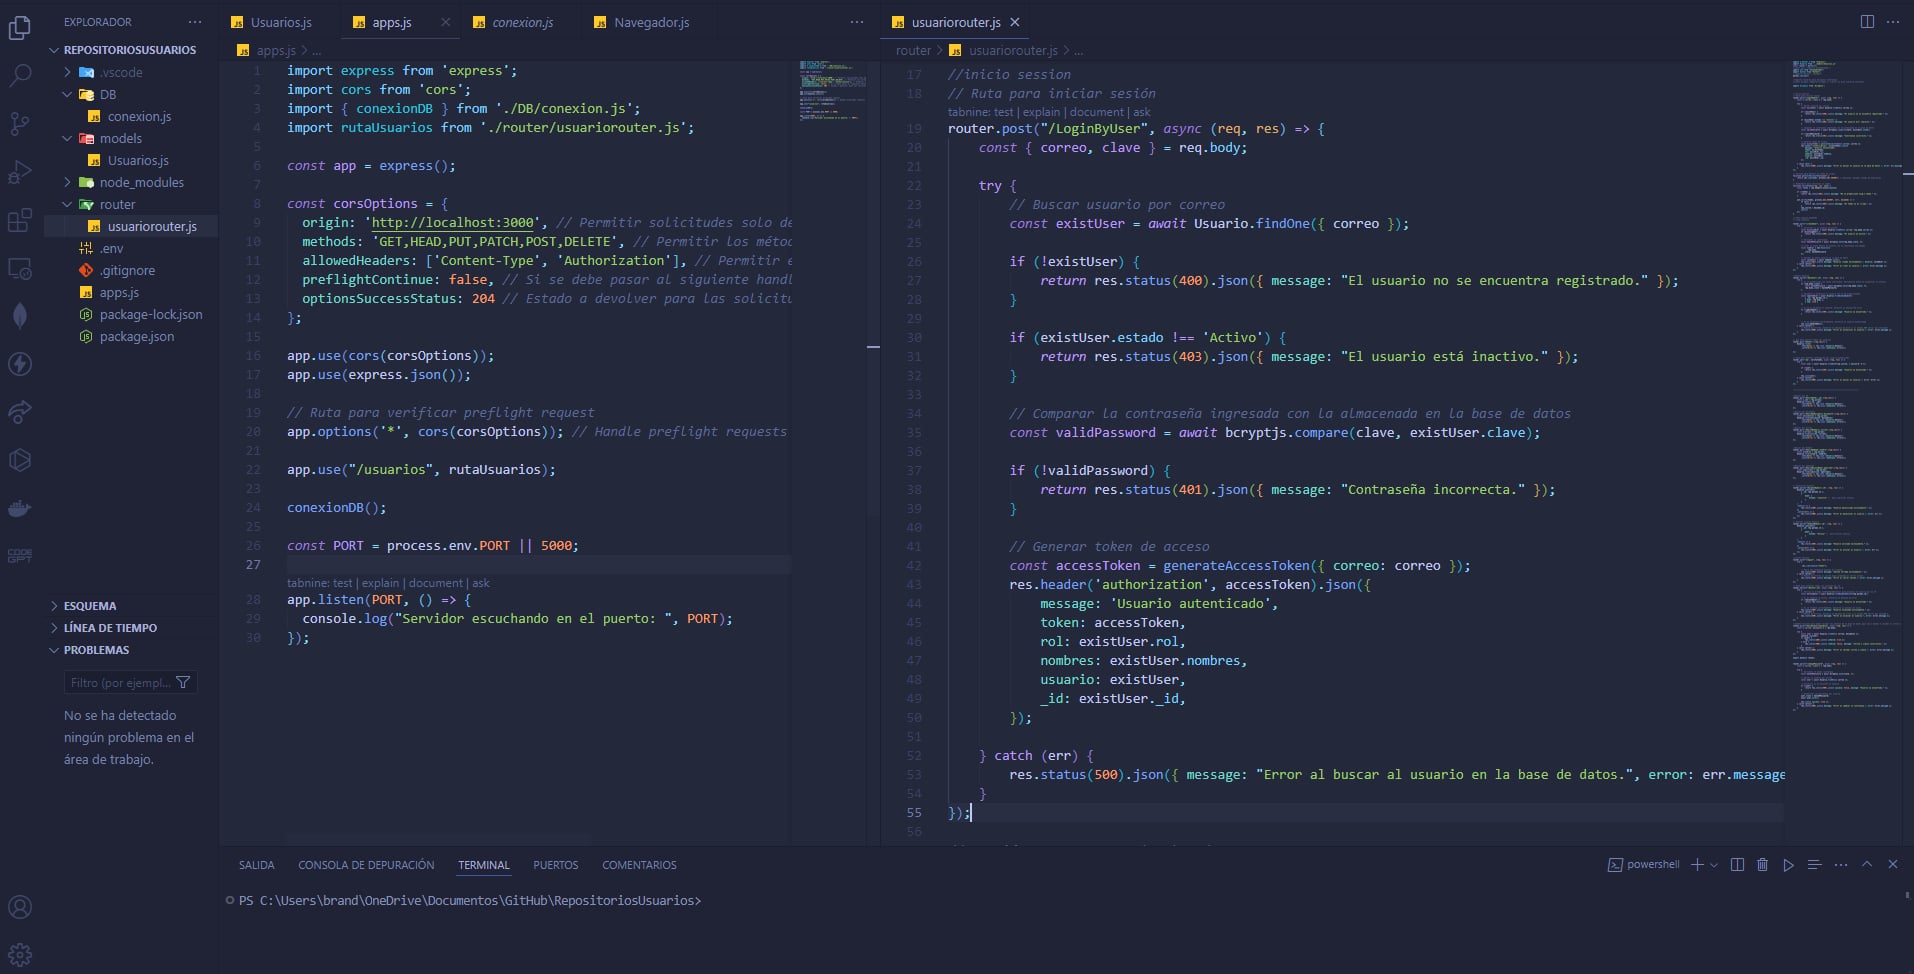 EXPLORADOR
REPOSITORIOSUSUARIOS
.vscode
DB
conexion.js
models
Usuarios.js
node_modules
router
usuariorouter.js
.env
.gitignore
apps.js
package-lock.json
package.json
ESQUEMA
LÍNEA DE TIEMPO
PROBLEMAS
Filtro (por ejempl...
No se ha detectado
ningún problema en el
área de trabajo.
CODE
GPT
Usuarios.js
apps.js
conexion.js
Navegador.js
apps.js > ...
1 import express from 'express';
2 import cors from 'cors';
3 import { conexionDB } from './DB/conexion.js';
4 import rutaUsuarios from './router/usuariorouter.js';
5
6 const app = express();
7
8 const corsOptions = {
9 origin: 'http://localhost:3000', // Permitir solicitudes solo de
10 methods: 'GET,HEAD,PUT,PATCH,POST,DELETE', // Permitir los métod
11 allowedHeaders: ['Content-Type', 'Authorization'], // Permitir e
12 preflightContinue: false, // Si se debe pasar al siguiente handl
13 optionsSuccessStatus: 204 // Estado a devolver para las solicitu
14 };
15
16 app.use(cors(corsOptions));
17 app.use(express.json());
18
19 // Ruta para verificar preflight request
20 app.options('*', cors(corsOptions)); // Handle preflight requests
21
22 app.use("/usuarios", rutaUsuarios);
23
24 conexionDB();
25
26 const PORT = process.env.PORT || 5000;
27
tabnine: test | explain | document | ask
28 app.listen(PORT, () => {
29 console.log("Servidor escuchando en el puerto: ", PORT);
30 });
usuariorouter.js
router > usuariorouter.js > ...
17 //inicio session
18 // Ruta para iniciar sesión
tabnine: test | explain | document | ask
19 router.post("/LoginByUser", async (req, res) => {
20 const { correo, clave } = req.body;
21
22 try {
23 // Buscar usuario por correo
24 const existUser = await Usuario.findOne({ correo });
25
26 if (!existUser) {
27 return res.status(400).json({ message: "El usuario no se encuentra registrado." });
28 }
29
30 if (existUser.estado !== 'Activo') {
31 return res.status(403).json({ message: "El usuario está inactivo." });
32 }
33
34 // Comparar la contraseña ingresada con la almacenada en la base de datos
35 const validPassword = await bcryptjs.compare(clave, existUser.clave);
36
37 if (!validPassword) {
38 return res.status(401).json({ message: "Contraseña incorrecta." });
39 }
40
41 // Generar token de acceso
42 const accessToken = generateAccessToken({ correo: correo });
43 res.header('authorization', accessToken).json({
44 message: 'Usuario autenticado',
45 token: accessToken,
46 rol: existUser.rol,
47 nombres: existUser.nombres,
48 usuario: existUser,
49 _id: existUser._id,
50 });
51
52 } catch (err) {
53 res.status(500).json({ message: "Error al buscar al usuario en la base de datos.", error: err.message
54 }
55 });
56
SALIDA
CONSOLA DE DEPURACIÓN
TERMINAL
PUERTOS
COMENTARIOS
powershell
PS C:\Users\brand\OneDrive\Documentos\GitHub\RepositoriosUsuarios>